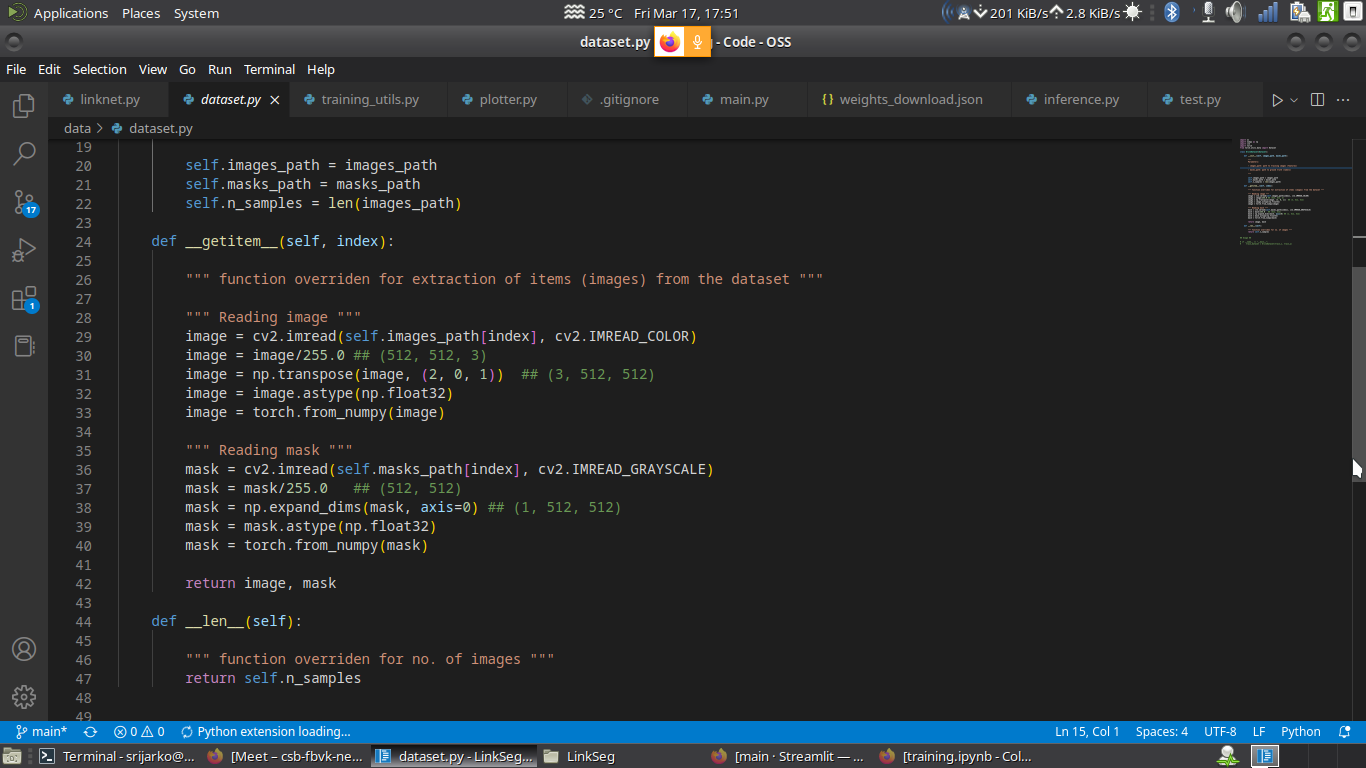 Applications Places System 25 °C Fri Mar 17, 17:51 201 KiB/s 2.8 KiB/s
dataset.py - Code - OSS
File Edit Selection View Go Run Terminal Help
linknet.py dataset.py training_utils.py plotter.py .gitignore main.py {} weights_download.json inference.py test.py
data > dataset.py
19
20 self.images_path = images_path
21 self.masks_path = masks_path
22 self.n_samples = len(images_path)
23
24 def __getitem__(self, index):
25
26 """ function overriden for extraction of items (images) from the dataset """
27
28 """ Reading image """
29 image = cv2.imread(self.images_path[index], cv2.IMREAD_COLOR)
30 image = image/255.0 ## (512, 512, 3)
31 image = np.transpose(image, (2, 0, 1))  ## (3, 512, 512)
32 image = image.astype(np.float32)
33 image = torch.from_numpy(image)
34
35 """ Reading mask """
36 mask = cv2.imread(self.masks_path[index], cv2.IMREAD_GRAYSCALE)
37 mask = mask/255.0   ## (512, 512)
38 mask = np.expand_dims(mask, axis=0) ## (1, 512, 512)
39 mask = mask.astype(np.float32)
40 mask = torch.from_numpy(mask)
41
42 return image, mask
43
44 def __len__(self):
45
46 """ function overriden for no. of images """
47 return self.n_samples
48
49
17
1
main* 0 0 Python extension loading... Ln 15, Col 1 Spaces: 4 UTF-8 LF Python
Terminal - srijarko@... [Meet – csb-fbvk-ne... dataset.py - LinkSeg... LinkSeg [main · Streamlit — ... [training.ipynb - Col...